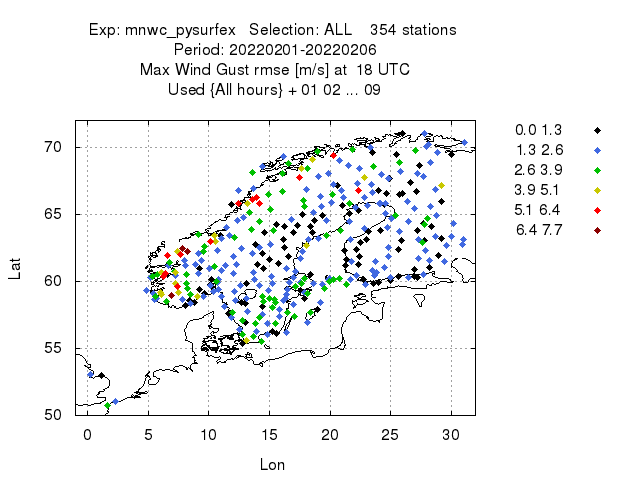 Exp: mnwc_pysurfex   Selection: ALL    354 stations
Period: 20220201-20220206
Max Wind Gust rmse [m/s] at  18 UTC
Used {All hours} + 01 02 ... 09
0.0 1.3
1.3 2.6
2.6 3.9
3.9 5.1
5.1 6.4
6.4 7.7
70
65
60
55
50
Lat
0 5 10 15 20 25 30
Lon